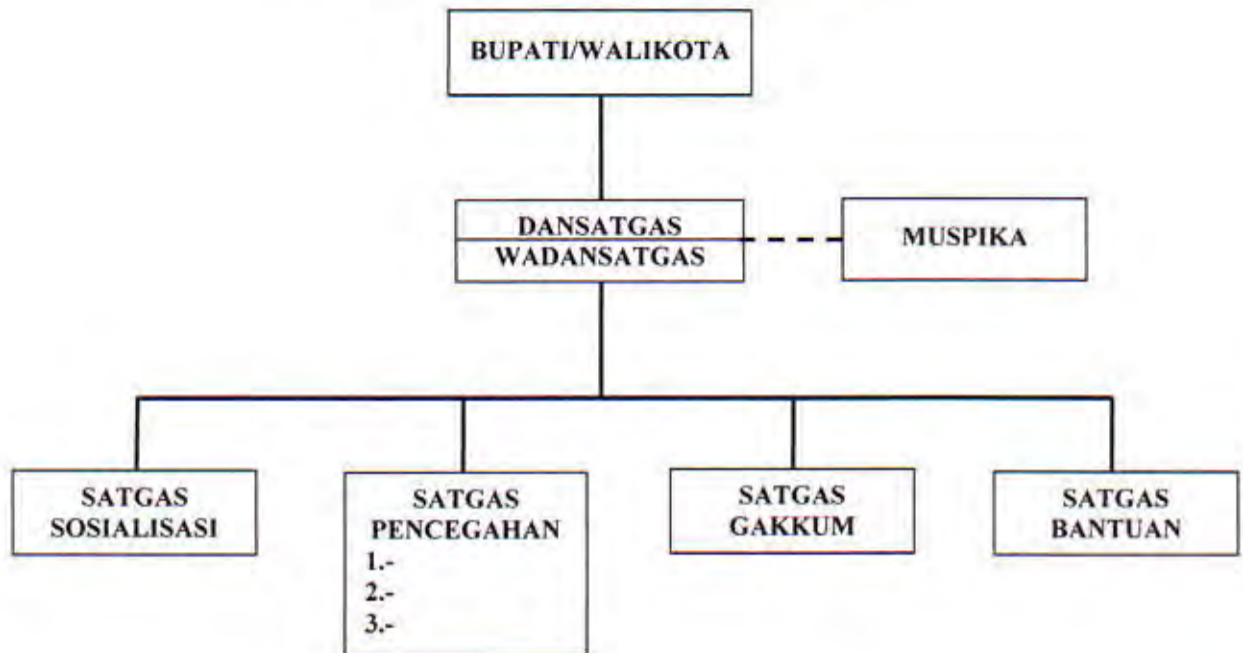 BUPATI/WALIKOTA
DANSATGAS
WADANSATGAS
MUSPIKA
SATGAS
SOSIALISASI
SATGAS
PENCEGAHAN
1.-
2.-
3.-
SATGAS
GAKKUM
SATGAS
BANTUAN